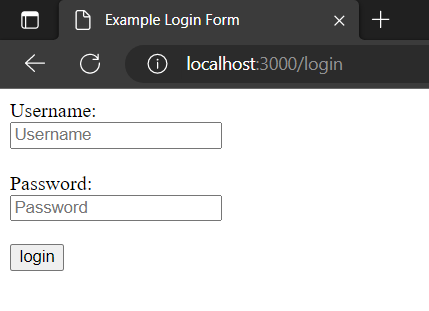 Example Login Form
localhost:3000/login
Username:
Username
Password:
Password
login